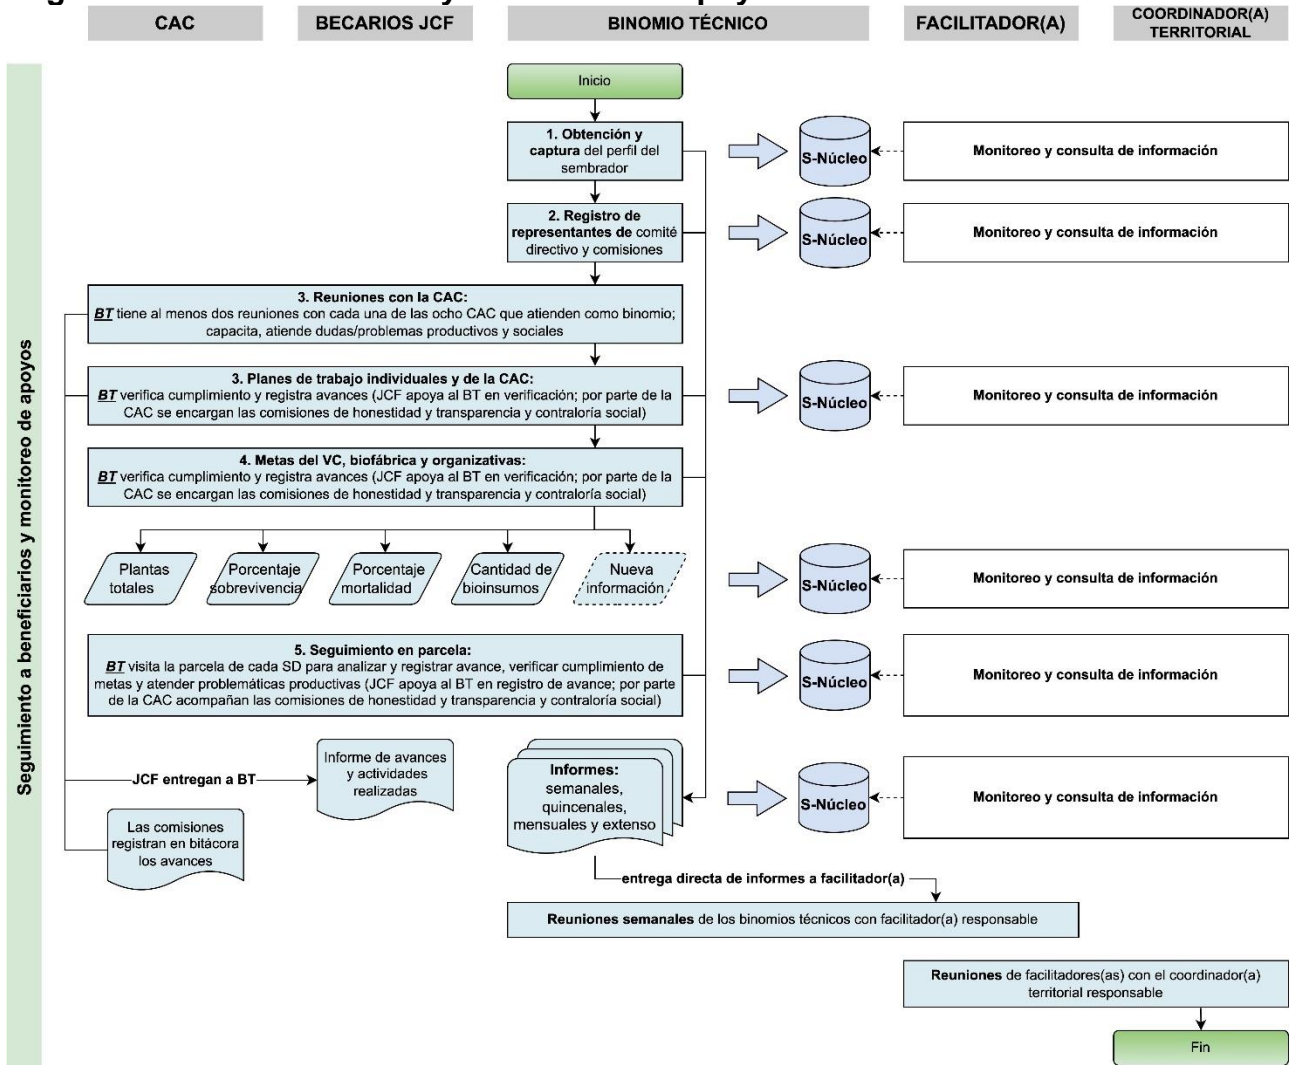 CAC
BECARIOS JCF
BINOMIO TÉCNICO
FACILITADOR(A)
COORDINADOR(A)
TERRITORIAL
Seguimiento a beneficiarios y monitoreo de apoyos
Inicio
1. Obtención y
captura del perfil del
sembrador
S-Núcleo
Monitoreo y consulta de información
2. Registro de
representantes de comité
directivo y comisiones
S-Núcleo
Monitoreo y consulta de información
3. Reuniones con la CAC:
BT tiene al menos dos reuniones con cada una de las ocho CAC que atienden como binomio;
capacita, atiende dudas/problemas productivos y sociales
3. Planes de trabajo individuales y de la CAC:
BT verifica cumplimiento y registra avances (JCF apoya al BT en verificación; por parte de la
CAC se encargan las comisiones de honestidad y transparencia y contraloría social)
S-Núcleo
Monitoreo y consulta de información
4. Metas del VC, biofábrica y organizativas:
BT verifica cumplimiento y registra avances (JCF apoya al BT en verificación; por parte de la
CAC se encargan las comisiones de honestidad y transparencia y contraloría social)
Plantas
totales
Porcentaje
sobrevivencia
Porcentaje
mortalidad
Cantidad de
bioinsumos
Nueva
información
S-Núcleo
Monitoreo y consulta de información
5. Seguimiento en parcela:
BT visita la parcela de cada SD para analizar y registrar avance, verificar cumplimiento de
metas y atender problemáticas productivas (JCF apoya al BT en registro de avance; por parte
de la CAC acompañan las comisiones de honestidad y transparencia y contraloría social)
S-Núcleo
Monitoreo y consulta de información
JCF entregan a BT
Informe de avances
y actividades
realizadas
Las comisiones
registran en bitácora
los avances
Informes:
semanales,
quincenales,
mensuales y extenso
S-Núcleo
Monitoreo y consulta de información
entrega directa de informes a facilitador(a)
Reuniones semanales de los binomios técnicos con facilitador(a) responsable
Reuniones de facilitadores(as) con el coordinador(a)
territorial responsable
Fin